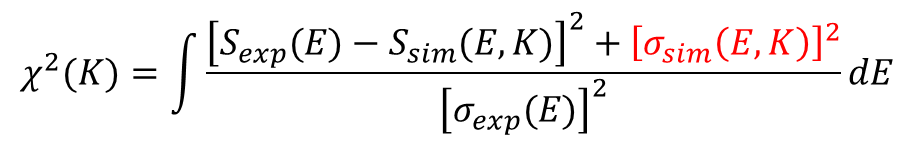 χ²(K) = ∫ [S_exp(E) − S_sim(E, K)]² + [σ_sim(E, K)]² / [σ_exp(E)]² dE